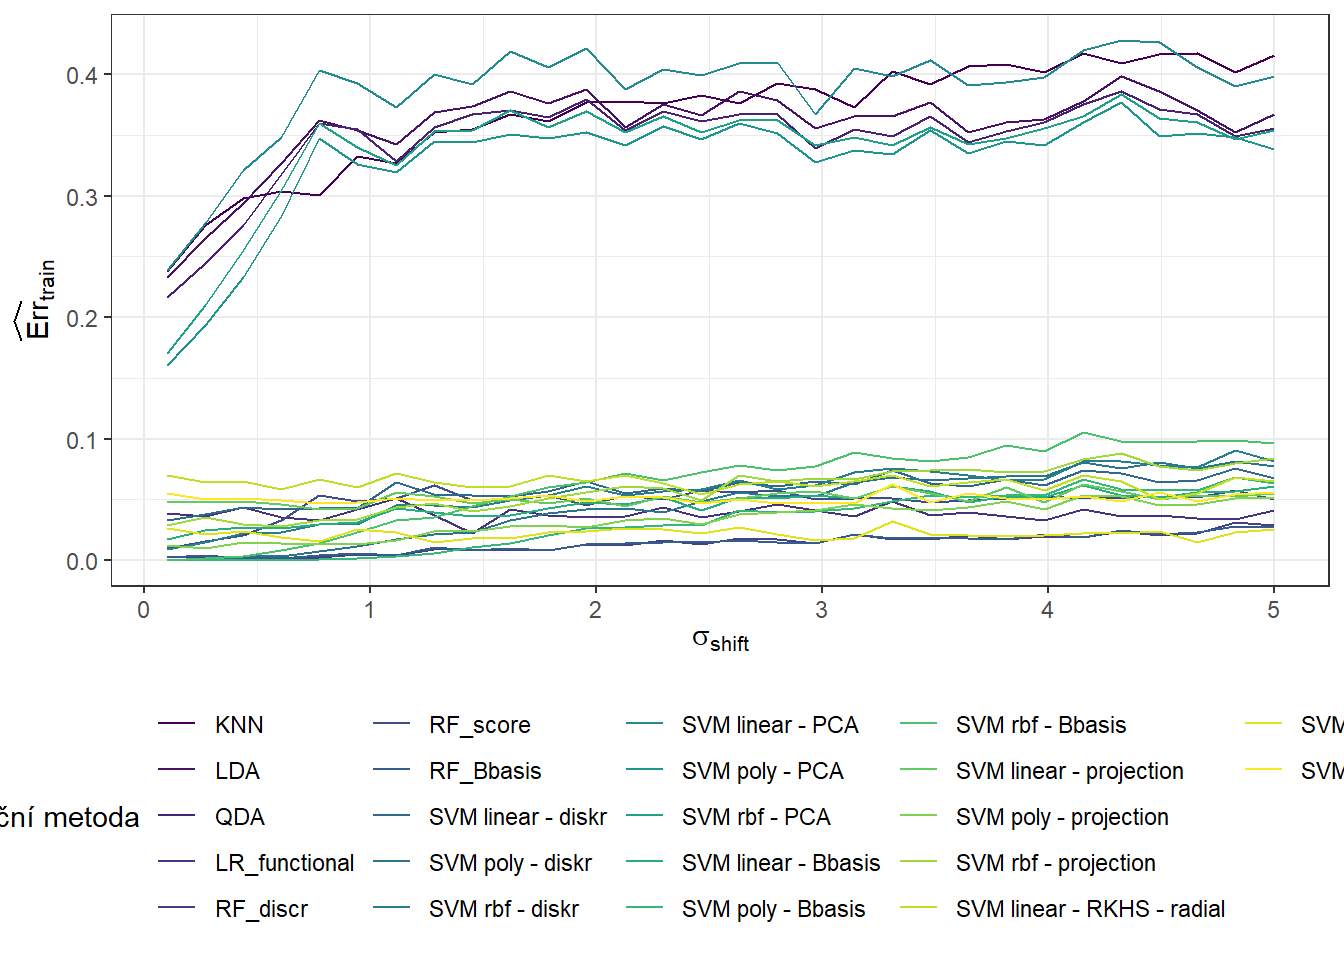 0.4
0.3
0.2
0.1
0.0
Err train
0 1 2 3 4 5
σ shift
ční metoda
KNN
LDA
QDA
LR_functional
RF_discr
RF_score
RF_Bbasis
SVM linear - diskr
SVM poly - diskr
SVM rbf - diskr
SVM linear - PCA
SVM poly - PCA
SVM rbf - PCA
SVM linear - Bbasis
SVM poly - Bbasis
SVM rbf - Bbasis
SVM linear - projection
SVM poly - projection
SVM rbf - projection
SVM linear - RKHS - radial
SVM
SVM